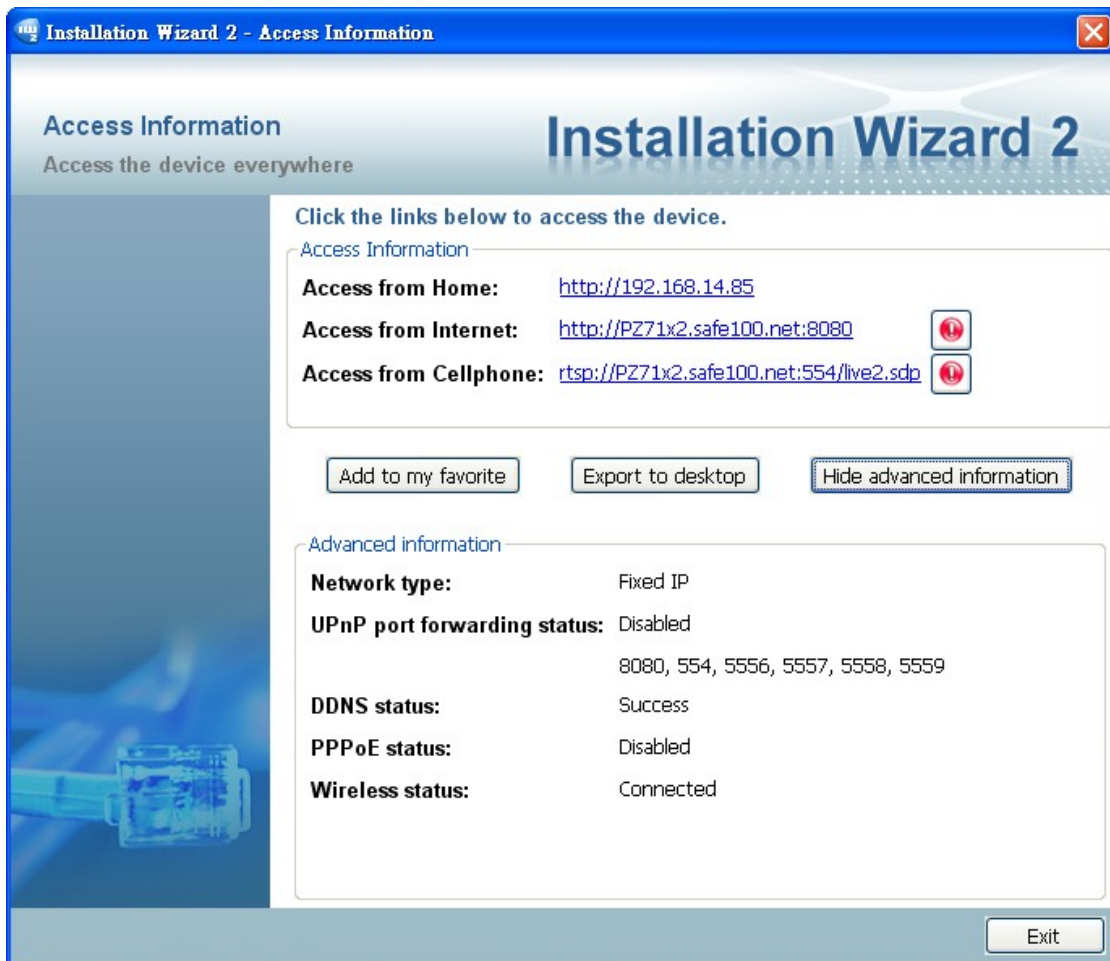 Installation Wizard 2 - Access Information
Access Information
Access the device everywhere
Installation Wizard 2
Click the links below to access the device.
Access Information
Access from Home: http://192.168.14.85
Access from Internet: http://PZ71x2.safe100.net:8080
Access from Cellphone: rtsp://PZ71x2.safe100.net:554/live2.sdp
Add to my favorite Export to desktop Hide advanced information
Advanced information
Network type: Fixed IP
UPnP port forwarding status: Disabled
8080, 554, 5556, 5557, 5558, 5559
DDNS status: Success
PPPoE status: Disabled
Wireless status: Connected
Exit